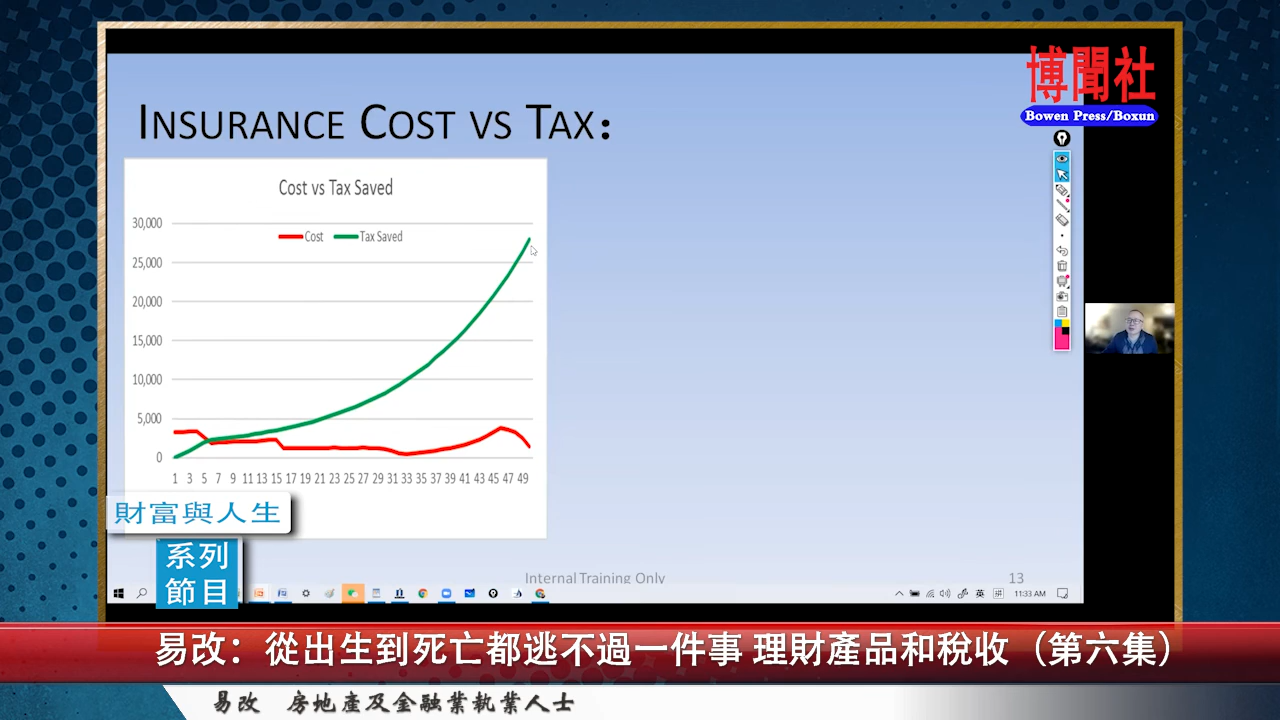 博聞社
Bowen Press/Boxun
INSURANCE COST VS TAX:
Cost vs Tax Saved
30,000
Cost
Tax Saved
25,000
20,000
15,000
10,000
5,000
0
1 3 5 7 9 11 13 15 17 19 21 23 25 27 29 31 33 35 37 39 41 43 45 47 49
財富與人生
系列
節目
Internal Training Only
13
英
拼
11:33 AM
易改：從出生到死亡都逃不過一件事 理財產品和稅收（第六集）
易改 房地產及金融業執業人士